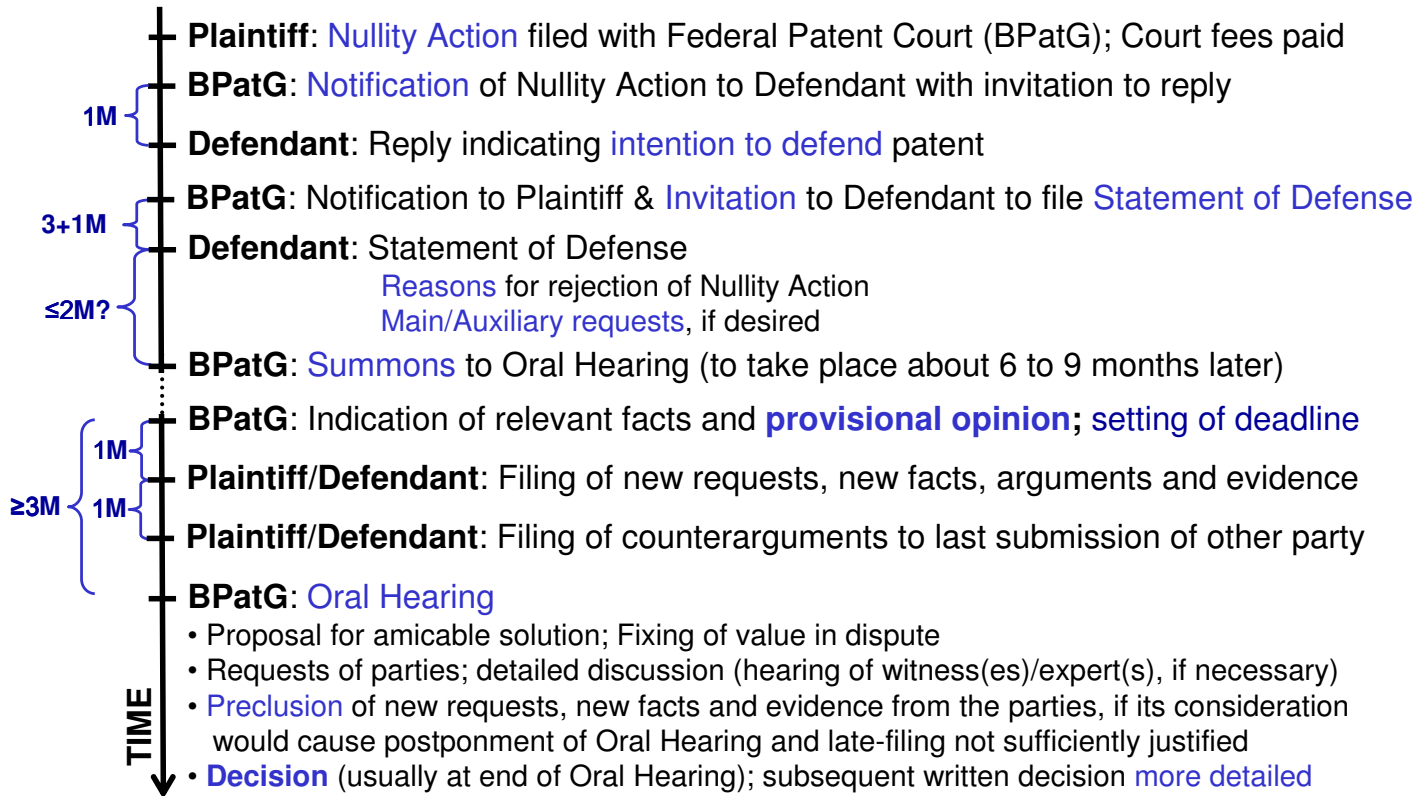 Plaintiff: Nullity Action filed with Federal Patent Court (BPatG); Court fees paid
BPatG: Notification of Nullity Action to Defendant with invitation to reply
1M
Defendant: Reply indicating intention to defend patent
BPatG: Notification to Plaintiff & Invitation to Defendant to file Statement of Defense
3+1M
Defendant: Statement of Defense
Reasons for rejection of Nullity Action
≤2M?
Main/Auxiliary requests, if desired
BPatG: Summons to Oral Hearing (to take place about 6 to 9 months later)
BPatG: Indication of relevant facts and provisional opinion; setting of deadline
1M
Plaintiff/Defendant: Filing of new requests, new facts, arguments and evidence
≥3M
1M
Plaintiff/Defendant: Filing of counterarguments to last submission of other party
BPatG: Oral Hearing
• Proposal for amicable solution; Fixing of value in dispute
• Requests of parties; detailed discussion (hearing of witness(es)/expert(s), if necessary)
• Preclusion of new requests, new facts and evidence from the parties, if its consideration
would cause postponment of Oral Hearing and late-filing not sufficiently justified
• Decision (usually at end of Oral Hearing); subsequent written decision more detailed
TIME